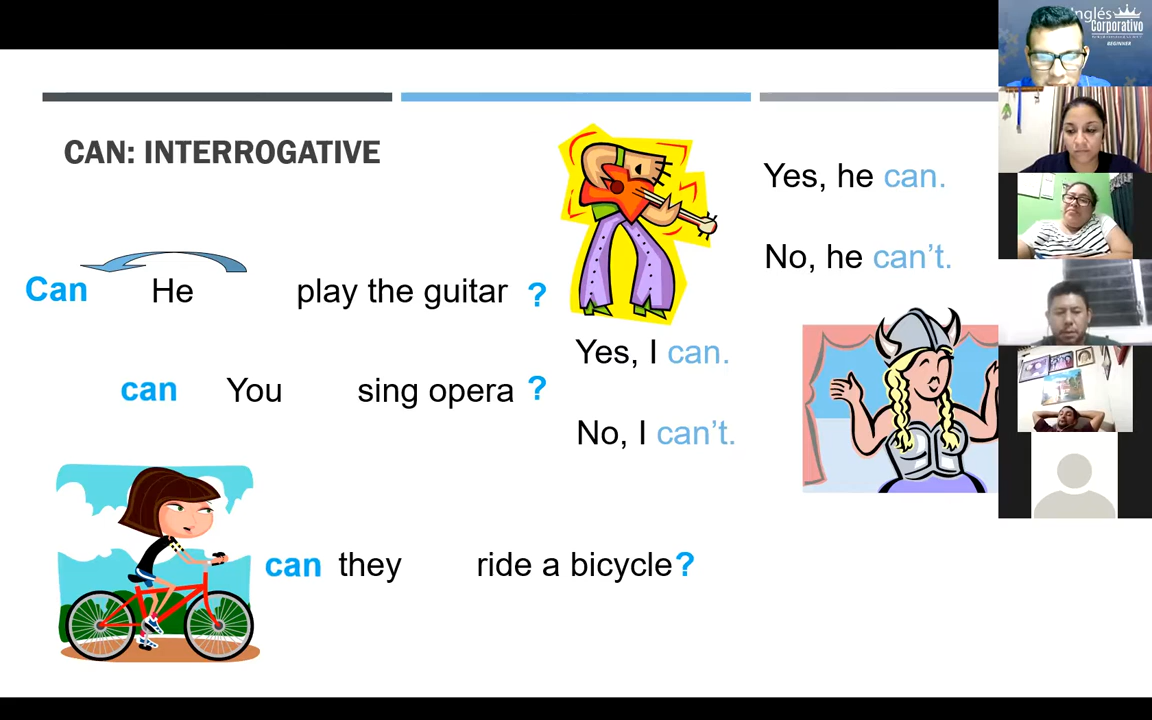 Inglés
Corporativo
BEGINNER
CAN: INTERROGATIVE
Yes, he can.
No, he can’t.
Can He play the guitar ?
Yes, I can.
can You sing opera ?
No, I can’t.
can they ride a bicycle?